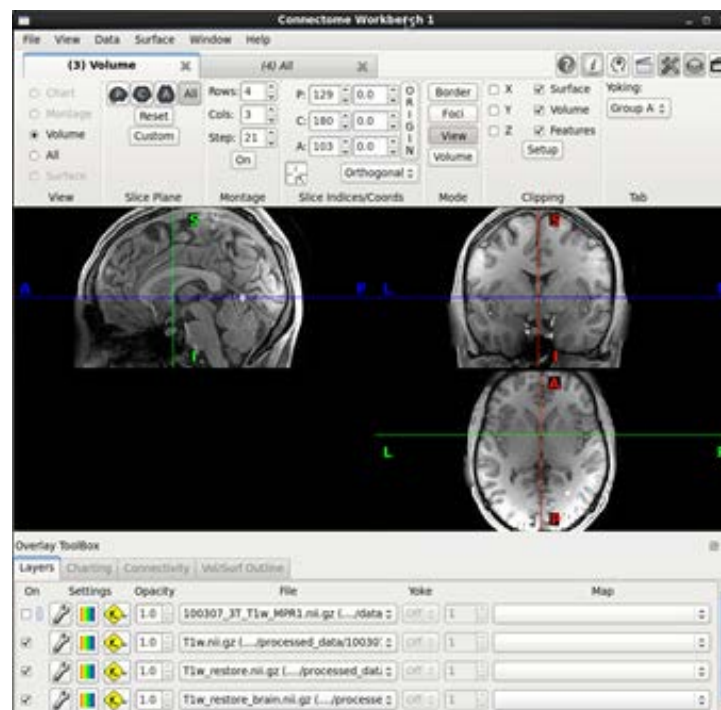 Connectome Workbench 1
File View Data Surface Window Help
(3) Volume (4) All
Chart
Montage
Volume
All
Surface
View
All
Reset
Custom
Slice Plane
Rows: 4
Cols: 3
Step: 21
On
Montage
P: 129 0.0
C: 180 0.0
A: 103 0.0
ORIGIN
Orthogonal
Slice Indices/Coords
Border
Foci
View
Volume
Mode
X Surface
Y Volume
Z Features
Setup
Clipping
Yoking:
Group A
Tab
S S
A P L
I I
A
L
Overlay ToolBox
Layers Charting Connectivity Vol/Surf Outline
On Settings Opacity File Yoke Map
1.0 100307_3T_T1w_MPR1.nii.gz (.../data Off 1
1.0 T1w.nii.gz (.../processed_data/10030 Off 1
1.0 T1w_restore.nii.gz (.../processed_dat Off 1
1.0 T1w_restore_brain.nii.gz (.../processe Off 1